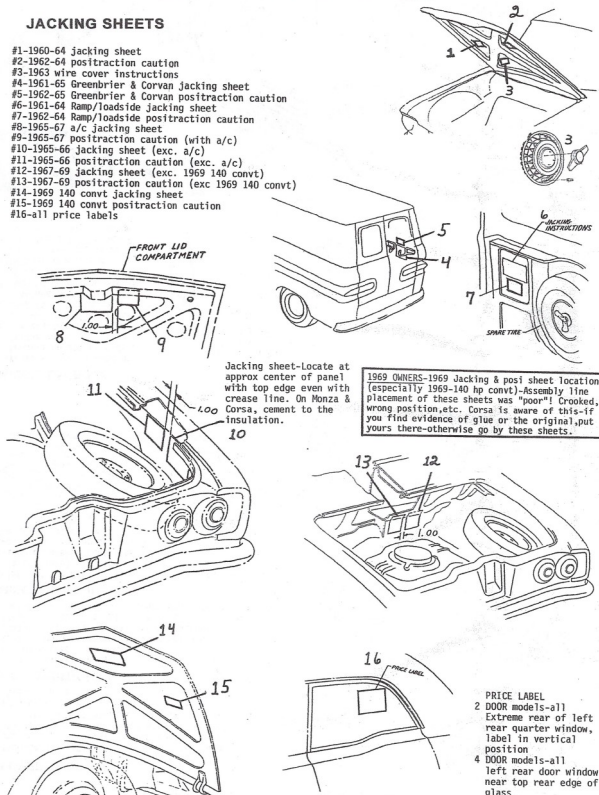 JACKING SHEETS
#1-1960-64 jacking sheet
#2-1962-64 positraction caution
#3-1963 wire cover instructions
#4-1961-65 Greenbrier & Corvan jacking sheet
#5-1962-65 Greenbrier & Corvan positraction caution
#6-1961-64 Ramp/loadside jacking sheet
#7-1962-64 Ramp/loadside positraction caution
#8-1965-67 a/c jacking sheet
#9-1965-67 positraction caution (with a/c)
#10-1965-66 jacking sheet (exc. a/c)
#11-1965-66 positraction caution (exc. a/c)
#12-1967-69 jacking sheet (exc. 1969 140 convt)
#13-1967-69 positraction caution (exc 1969 140 convt)
#14-1969 140 convt jacking sheet
#15-1969 140 convt positraction caution
#16-all price labels
2
1
3
3
5
4
6
JACKING
INSTRUCTIONS
7
SPARE TIRE
FRONT LID
COMPARTMENT
8
1.00
9
Jacking sheet-Locate at
approx center of panel
with top edge even with
crease line. On Monza &
Corsa, cement to the
insulation.
1969 OWNERS-1969 Jacking & posi sheet location
(especially 1969-140 hp convt)-Assembly line
placement of these sheets was "poor"! Crooked,
wrong position,etc. Corsa is aware of this-if
you find evidence of glue or the original,put
yours there-otherwise go by these sheets.
11
1.00
10
13
12
1.00
14
15
16
PRICE LABEL
PRICE LABEL
2 DOOR models-all
Extreme rear of left
rear quarter window,
label in vertical
position
4 DOOR models-all
left rear door window
near top rear edge of
glass